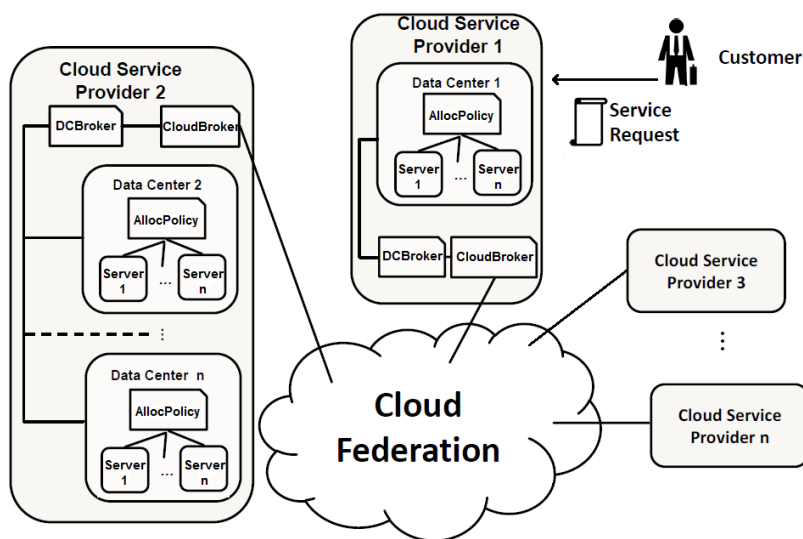 Cloud Service
Provider 2
DCBroker
CloudBroker
Data Center 2
AllocPolicy
Server
1
...
Server
n
...
Data Center n
AllocPolicy
Server
1
...
Server
n
Cloud Service
Provider 1
Data Center 1
AllocPolicy
Server
1
...
Server
n
DCBroker
CloudBroker
Customer
Service
Request
Cloud Service
Provider 3
...
Cloud Service
Provider n
Cloud
Federation